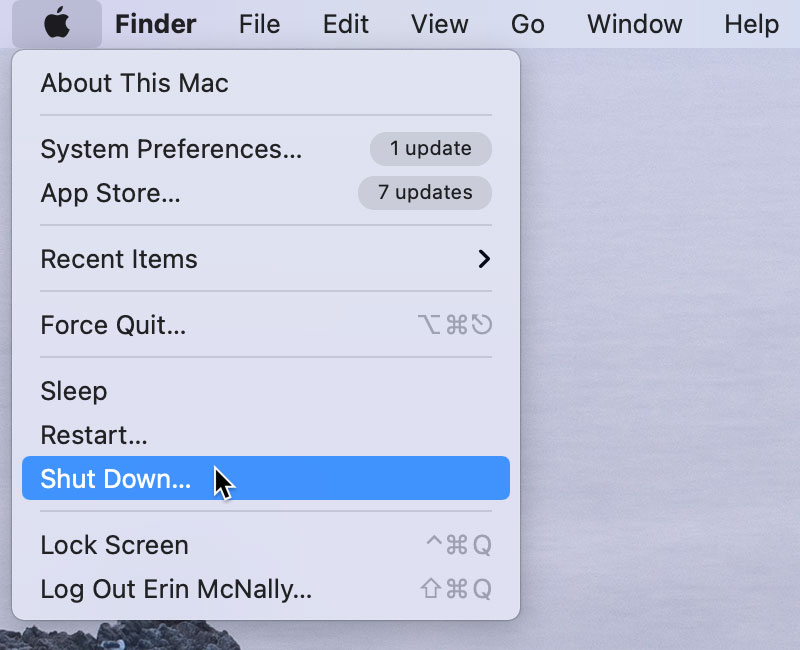 Finder File Edit View Go Window Help
About This Mac
System Preferences... 1 update
App Store... 7 updates
Recent Items
Force Quit... ⌥⌘⎋
Sleep
Restart...
Shut Down...
Lock Screen ^⌘Q
Log Out Erin McNally... ⇧⌘Q